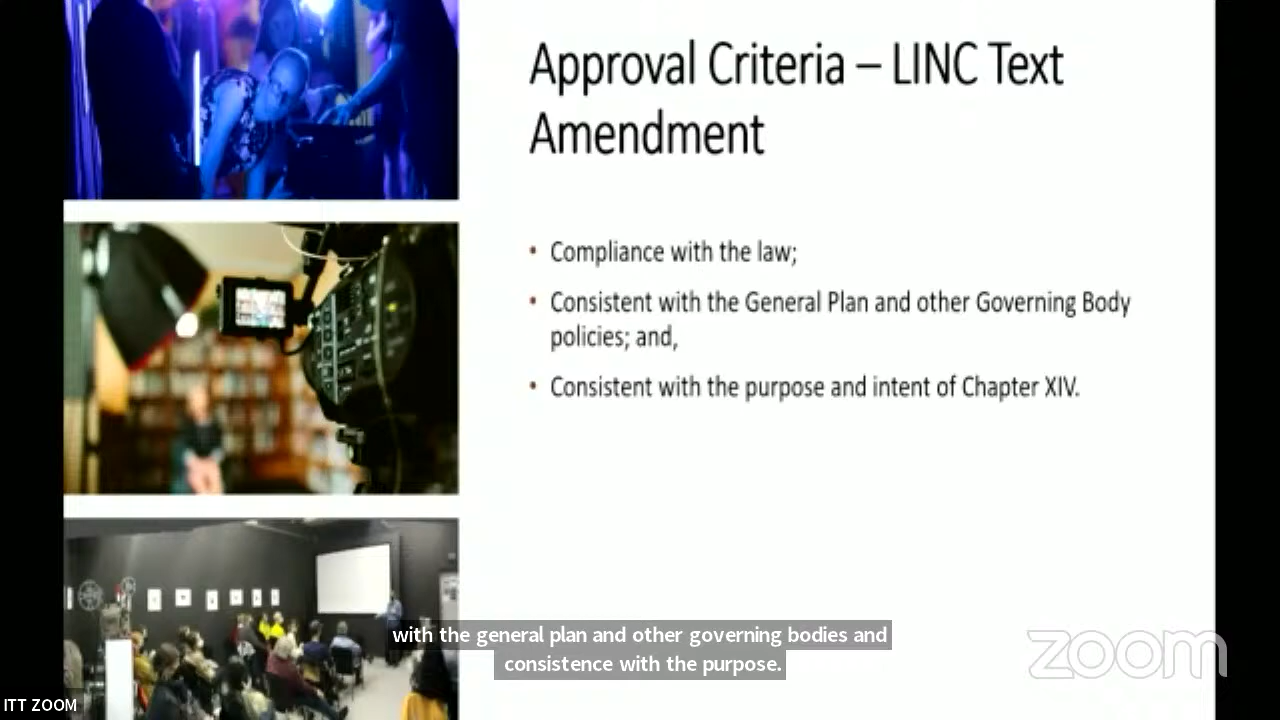 Approval Criteria – LINC Text
Amendment
• Compliance with the law;
• Consistent with the General Plan and other Governing Body
policies; and,
• Consistent with the purpose and intent of Chapter XIV.
with the general plan and other governing bodies and
consistence with the purpose.
zoom
ITT ZOOM